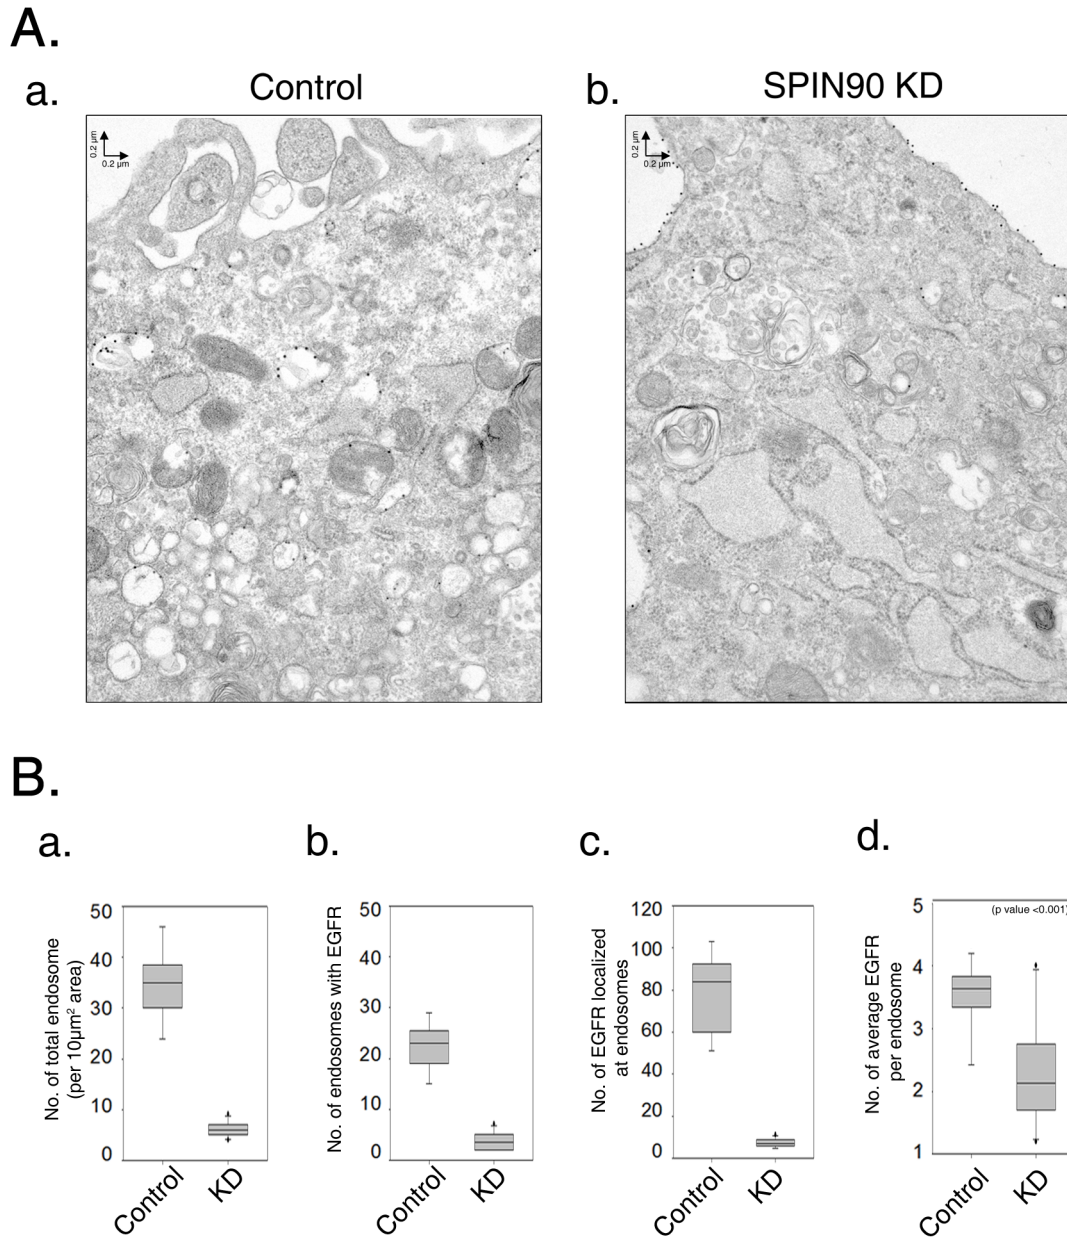 A.
a.
Control
b.
SPIN90 KD
0.2 µm
0.2 µm
0.2 µm
0.2 µm
B.
a.
b.
c.
d.
No. of total endosome
(per 10µm² area)
50
40
30
20
10
0
Control
KD
No. of endosomes with EGFR
50
40
30
20
10
0
Control
KD
No. of EGFR localized
at endosomes
120
100
80
60
40
20
0
Control
KD
No. of average EGFR
per endosome
(p value <0.001)
5
4
3
2
1
Control
KD